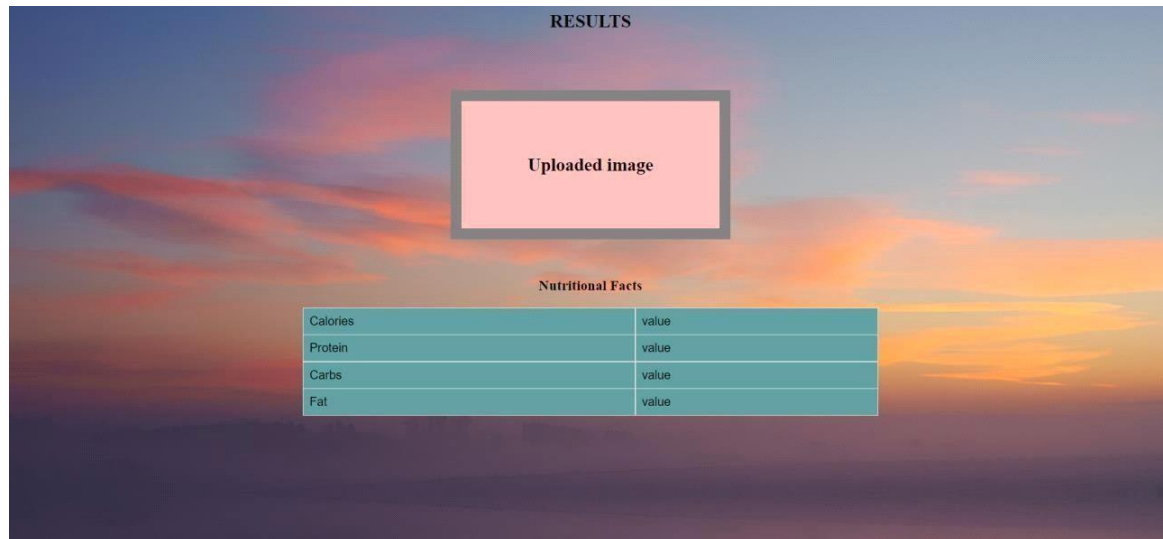 RESULTS
Uploaded image
Nutritional Facts
Calories value
Protein value
Carbs value
Fat value